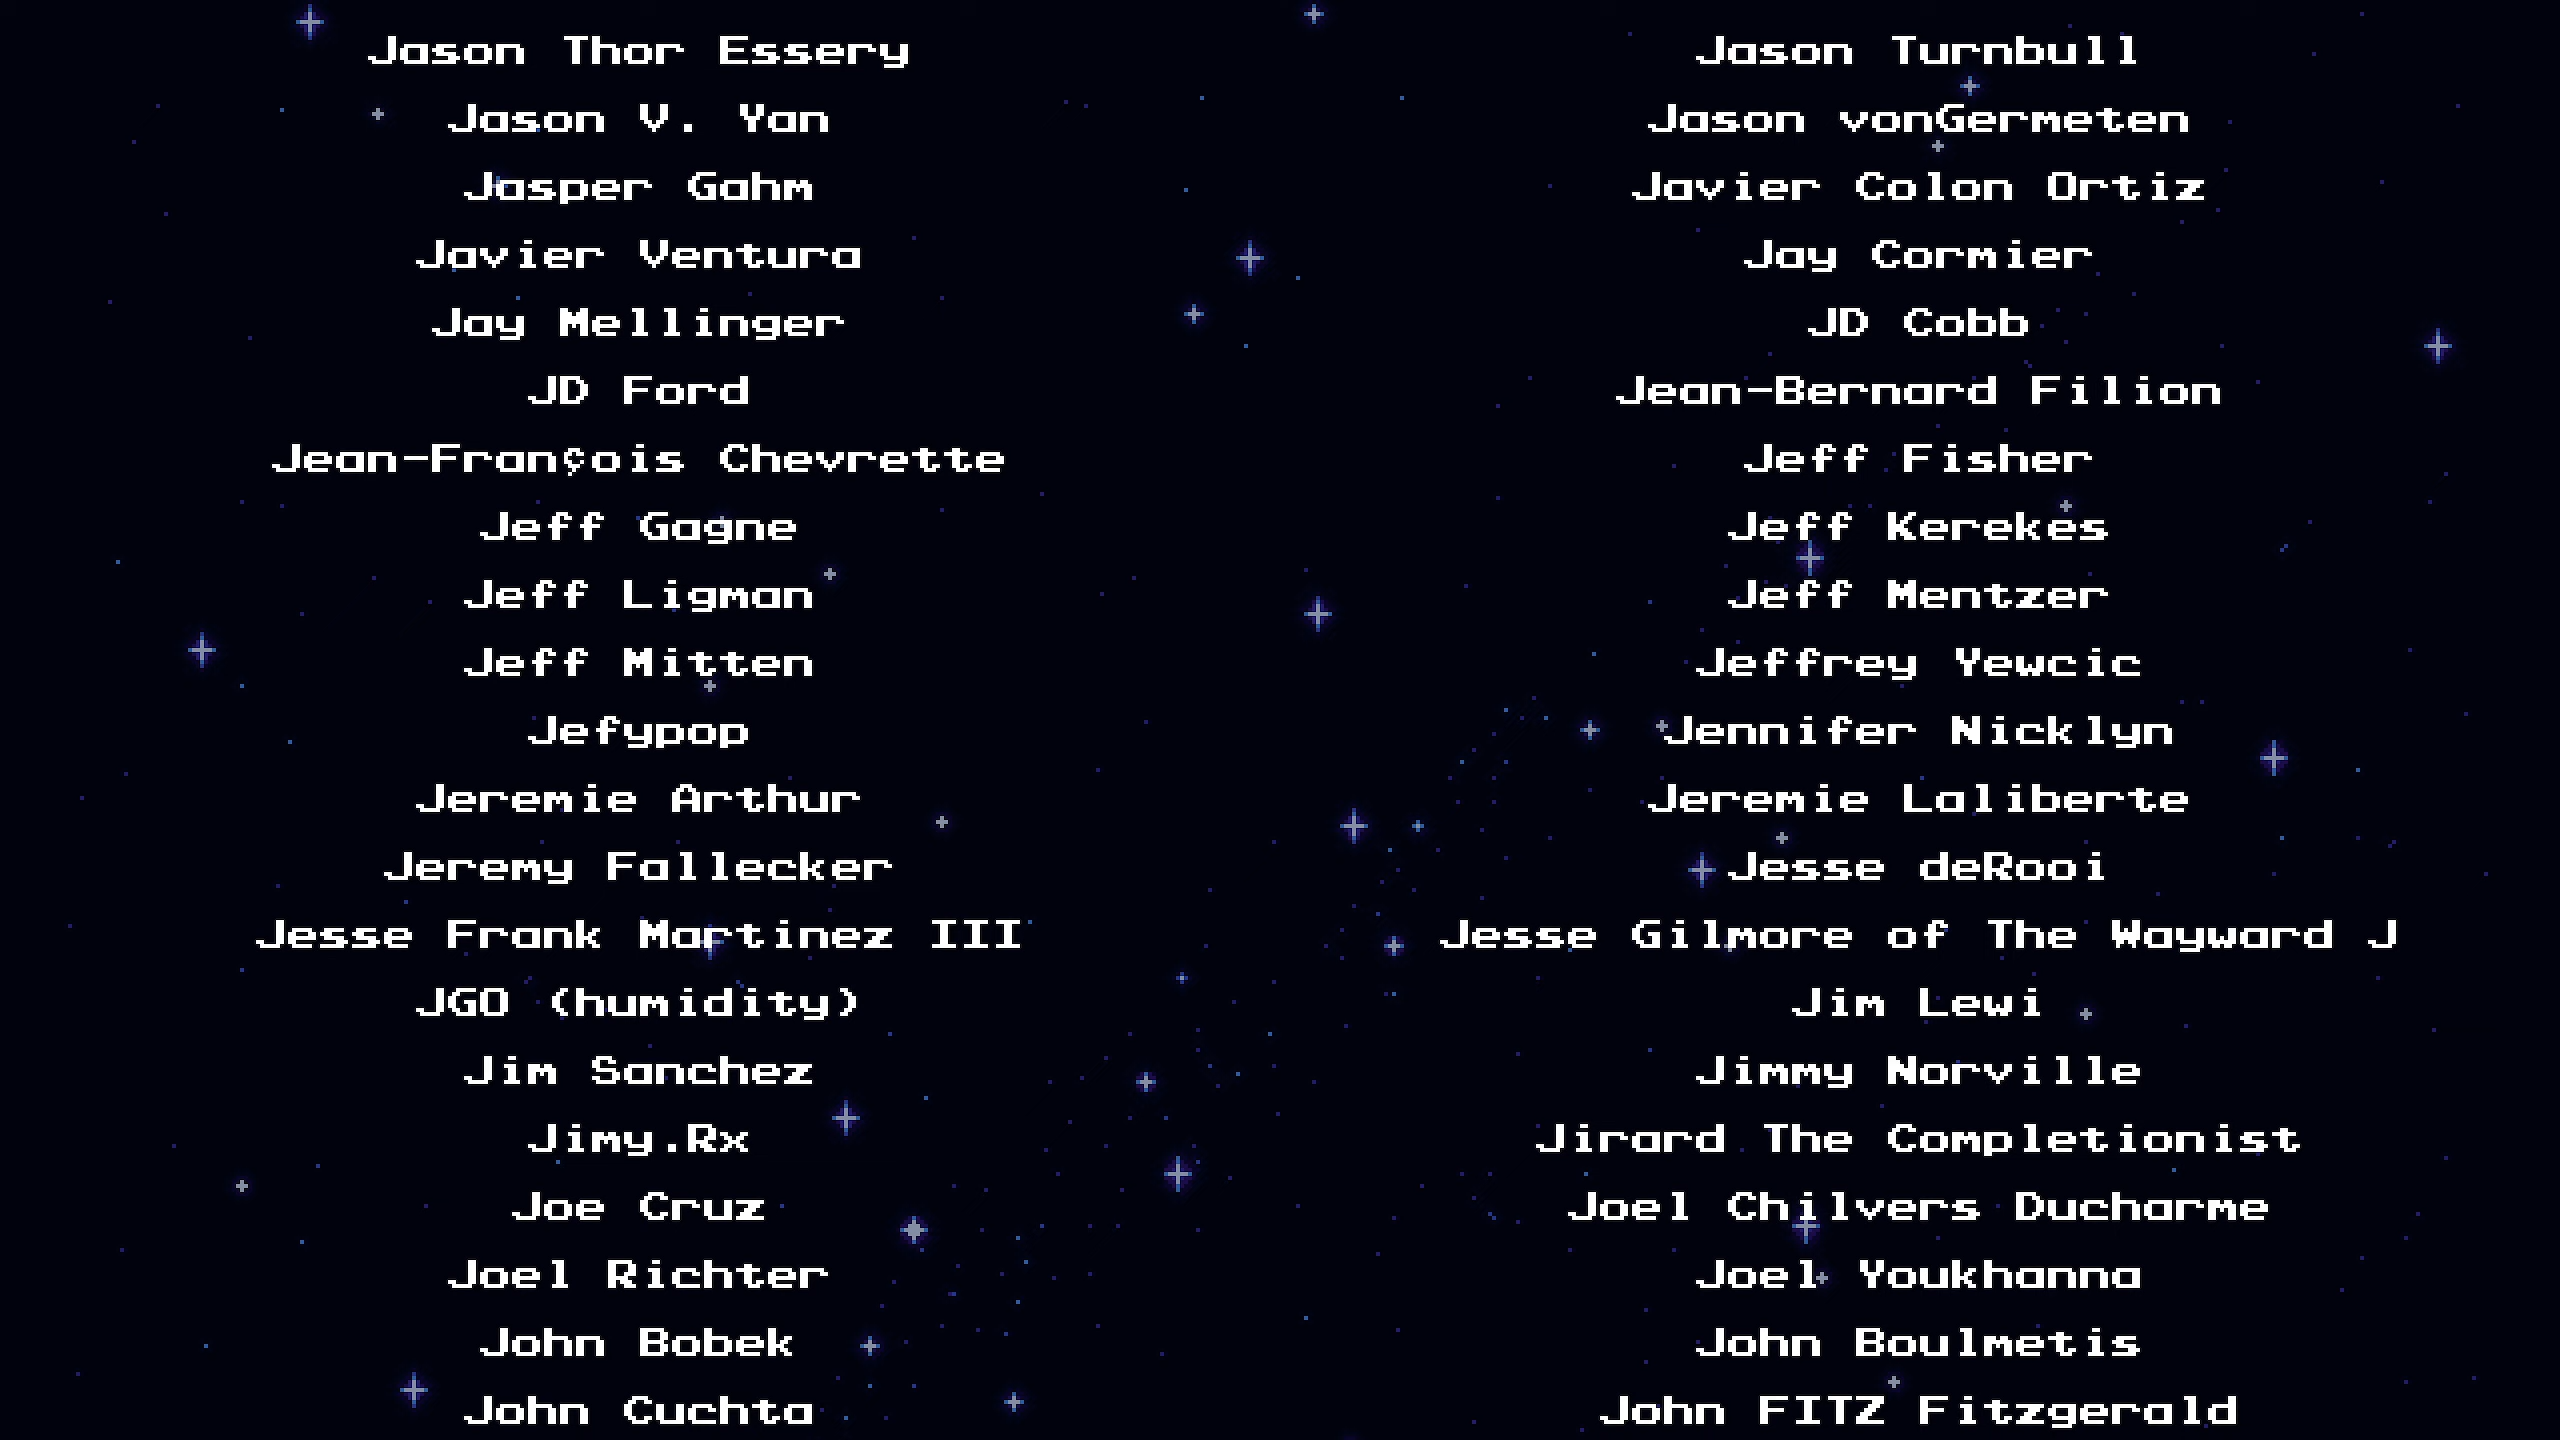 Jason Thor Essery
Jason Turnbull
Jason V. Yan
Jason vonGermeten
Jasper Gahm
Javier Colon Ortiz
Javier Ventura
Jay Cormier
Jay Mellinger
JD Cobb
JD Ford
Jean-Bernard Filion
Jean-François Chevrette
Jeff Fisher
Jeff Gagne
Jeff Kerekes
Jeff Ligman
Jeff Mentzer
Jeff Mitten
Jeffrey Yewcic
Jefypop
Jennifer Nicklyn
Jeremie Arthur
Jeremie Laliberte
Jeremy Fallecker
Jesse deRooi
Jesse Frank Martinez III
Jesse Gilmore of The Wayward J
JGO (humidity)
Jim Lewi
Jim Sanchez
Jimmy Norville
Jimy.Rx
Jirard The Completionist
Joe Cruz
Joel Chilvers Ducharme
Joel Richter
Joel Youkhanna
John Bobek
John Boulmetis
John Cuchta
John FITZ Fitzgerald